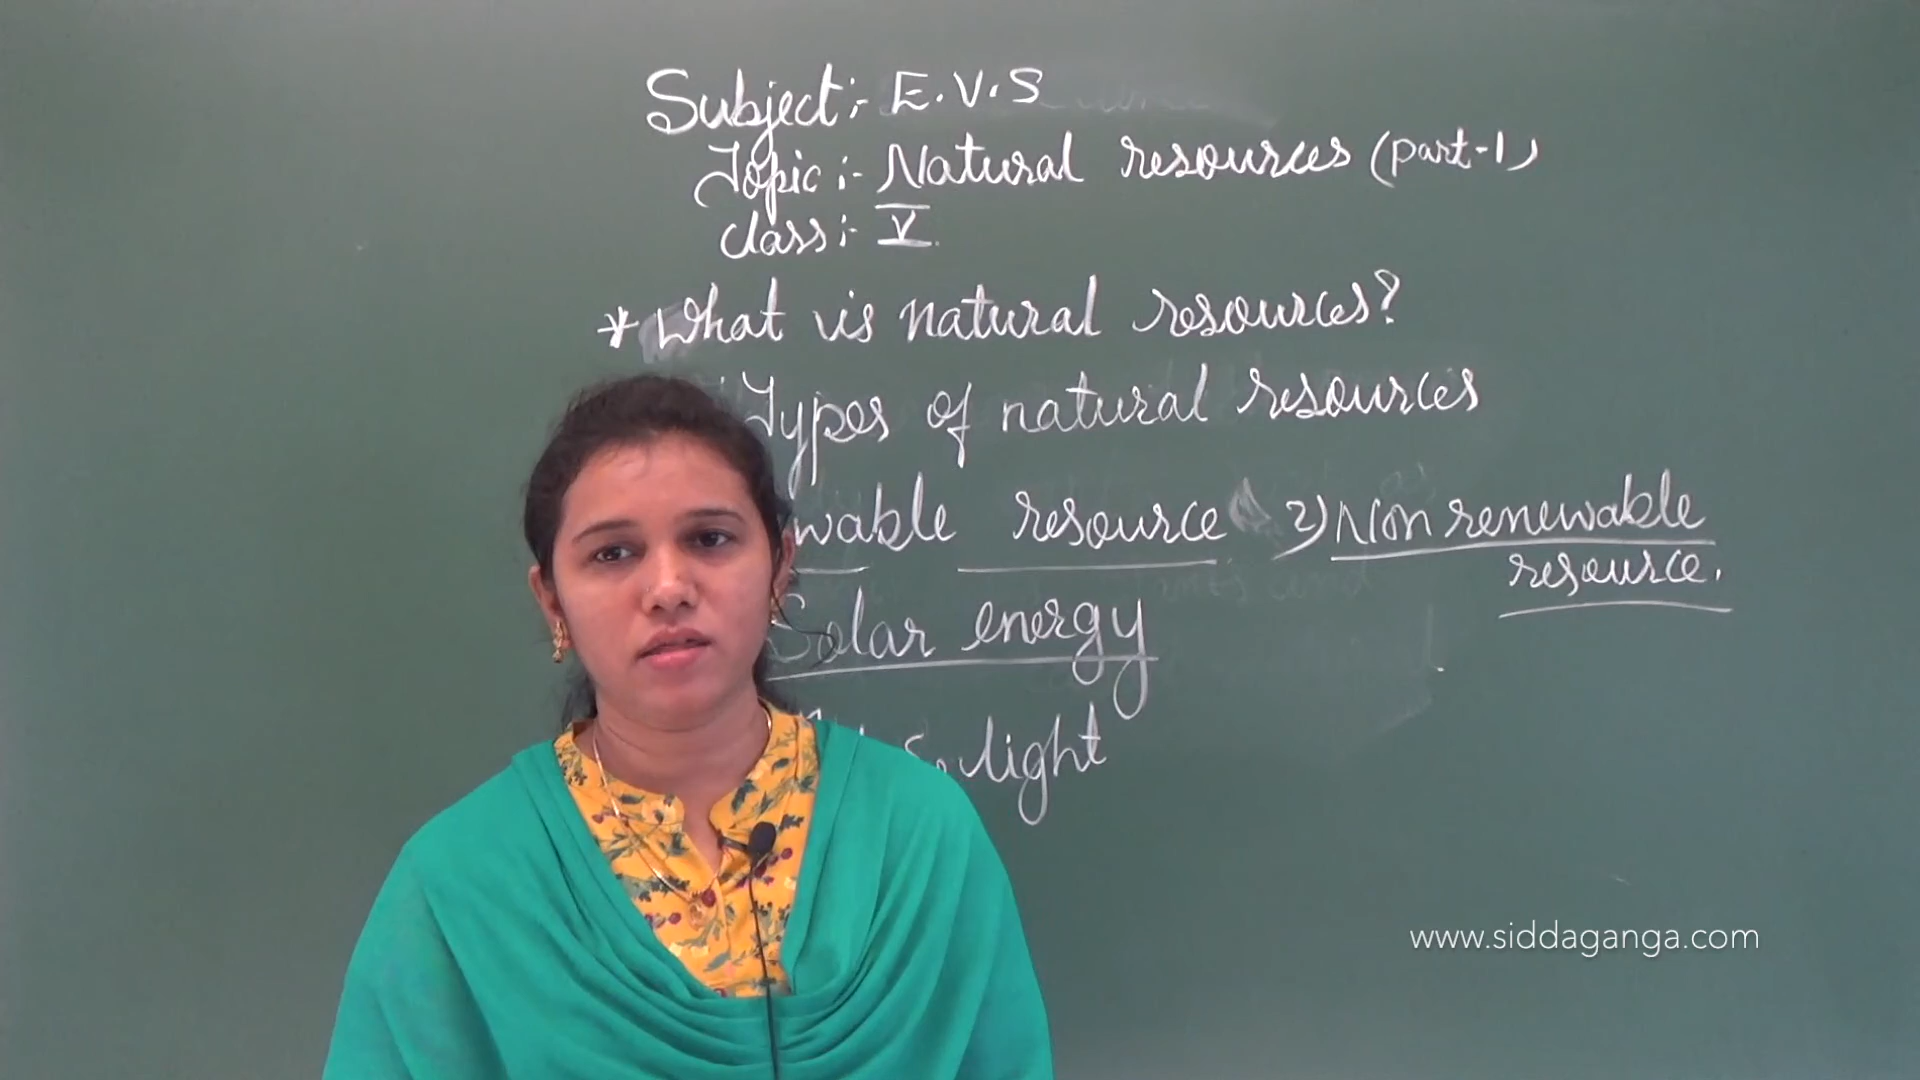 Subject:- E.V.S
Topic:- Natural resources (part-1)
class:- V
* What is natural resources?
Types of natural resources
wable resource 2) Non renewable
resource.
Solar energy
light
www.siddaganga.com